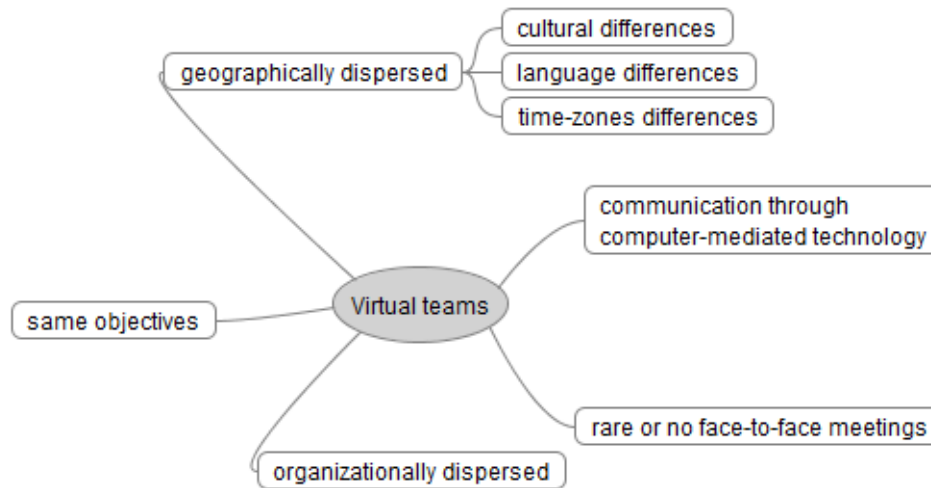 cultural differences
geographically dispersed
language differences
time-zones differences
communication through
computer-mediated technology
Virtual teams
same objectives
rare or no face-to-face meetings
organizationally dispersed